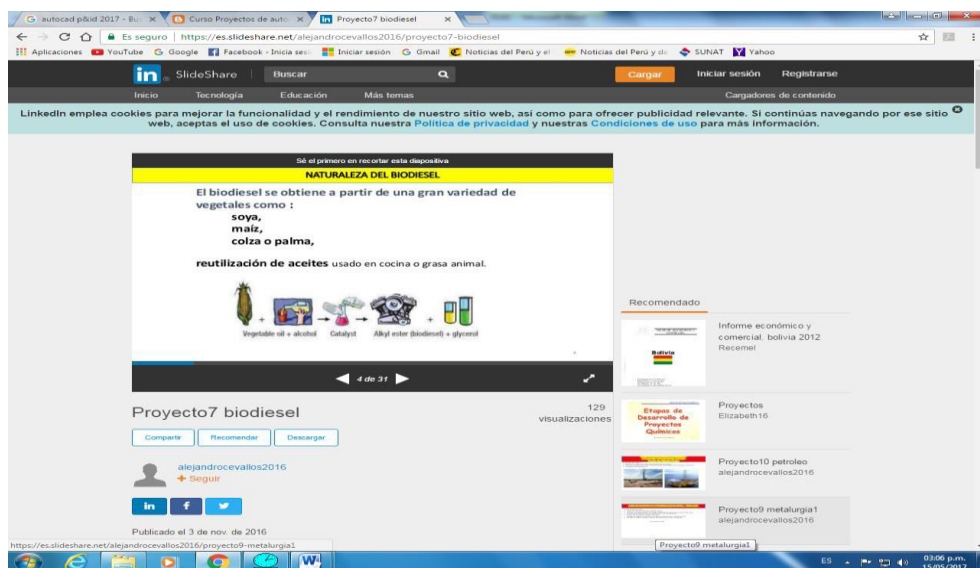 autocad p&id 2017 - Bus
Curso Proyectos de auto
Proyecto7 biodiesel
Es seguro https://es.slideshare.net/alejandrocevallos2016/proyecto7-biodiesel
Aplicaciones YouTube Google Facebook - Inicia sesi Iniciar sesión Gmail Noticias del Perú y el Noticias del Perú y de SUNAT Yahoo
in SlideShare Buscar Cargar Iniciar sesión Registrarse
Inicio Tecnología Educación Más temas Cargadores de contenido
LinkedIn emplea cookies para mejorar la funcionalidad y el rendimiento de nuestro sitio web, así como para ofrecer publicidad relevante. Si continúas navegando por ese sitio
web, aceptas el uso de cookies. Consulta nuestra Política de privacidad y nuestras Condiciones de uso para más información.
Sé el primero en recortar esta diapositiva
NATURALEZA DEL BIODIESEL
El biodiesel se obtiene a partir de una gran variedad de
vegetales como :
soya,
maíz,
colza o palma,
reutilización de aceites usado en cocina o grasa animal.
+ → → +
Vegetable oil + alcohol Catalyst Alkyl ester (biodiesel) + glycerol
4 de 31
Proyecto7 biodiesel
129
visualizaciones
Compartir Recomendar Descargar
alejandrocevallos2016
+ Seguir
in f
Publicado el 3 de nov. de 2016
Recomendado
Bolivia
Informe económico y
comercial. bolivia 2012
Recemel
Etapas de
Desarrollo de
Proyectos
Químicos
Proyectos
Elizabeth16
Proyecto10 petroleo
alejandrocevallos2016
Proyecto9 metalurgia1
alejandrocevallos2016
https://es.slideshare.net/alejandrocevallos2016/proyecto9-metalurgia1
Proyecto9 metalurgia1
ES
03:06 p.m.
15/05/2017